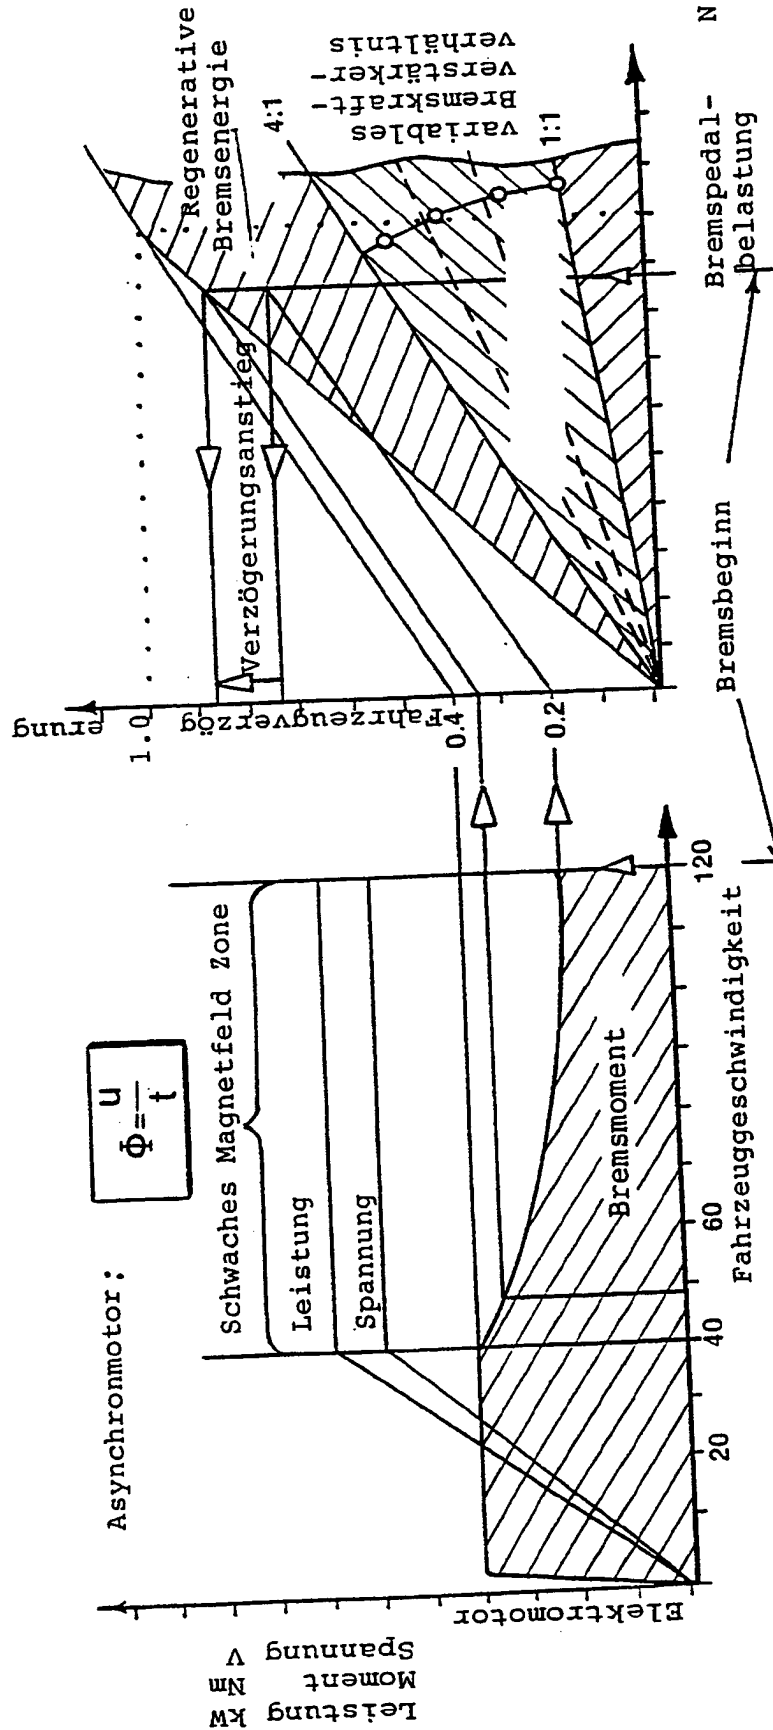 Asynchronmotor:
Φ=u/t
Schwaches Magnetfeld Zone
Leistung
Spannung
Bremsmoment
Leistung kW
Moment Nm
Spannung V
Elektromotor
20
40
60
120
Fahrzeuggeschwindigkeit
Bremsbeginn
Fahrzeugverzög
erung
1.0
0.4
0.2
Verzögerungsanstieg
Regenerative
Bremsenergie
4:1
1:1
variables
Bremskraft-
verstärker-
verhältnis
Bremspedal-
belastung
N